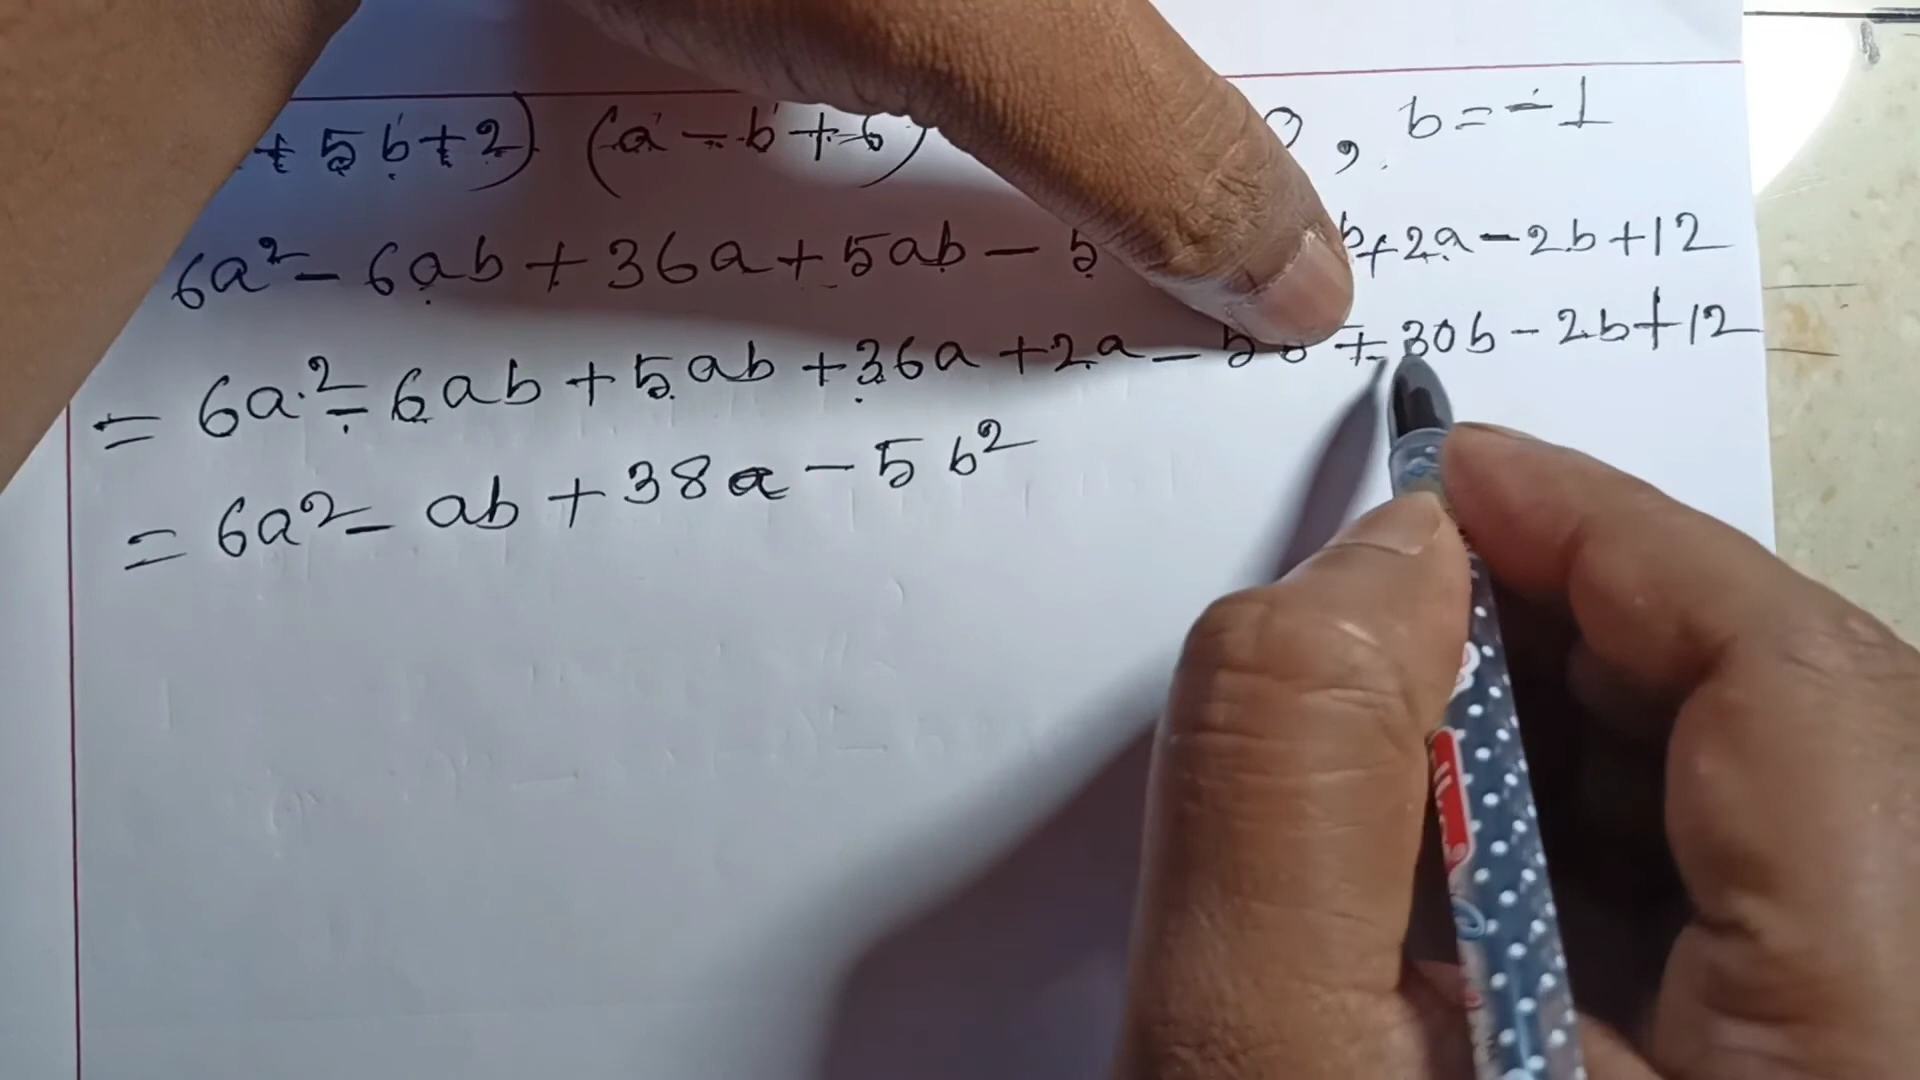 + 5b + 2) (a - b + 6) , b = -1
6a² - 6ab + 36a + 5ab - 5 b + 2a - 2b + 12
= 6a² - 6ab + 5ab + 36a + 2a - 5 + 30b - 2b + 12
= 6a² - ab + 38a - 5b²